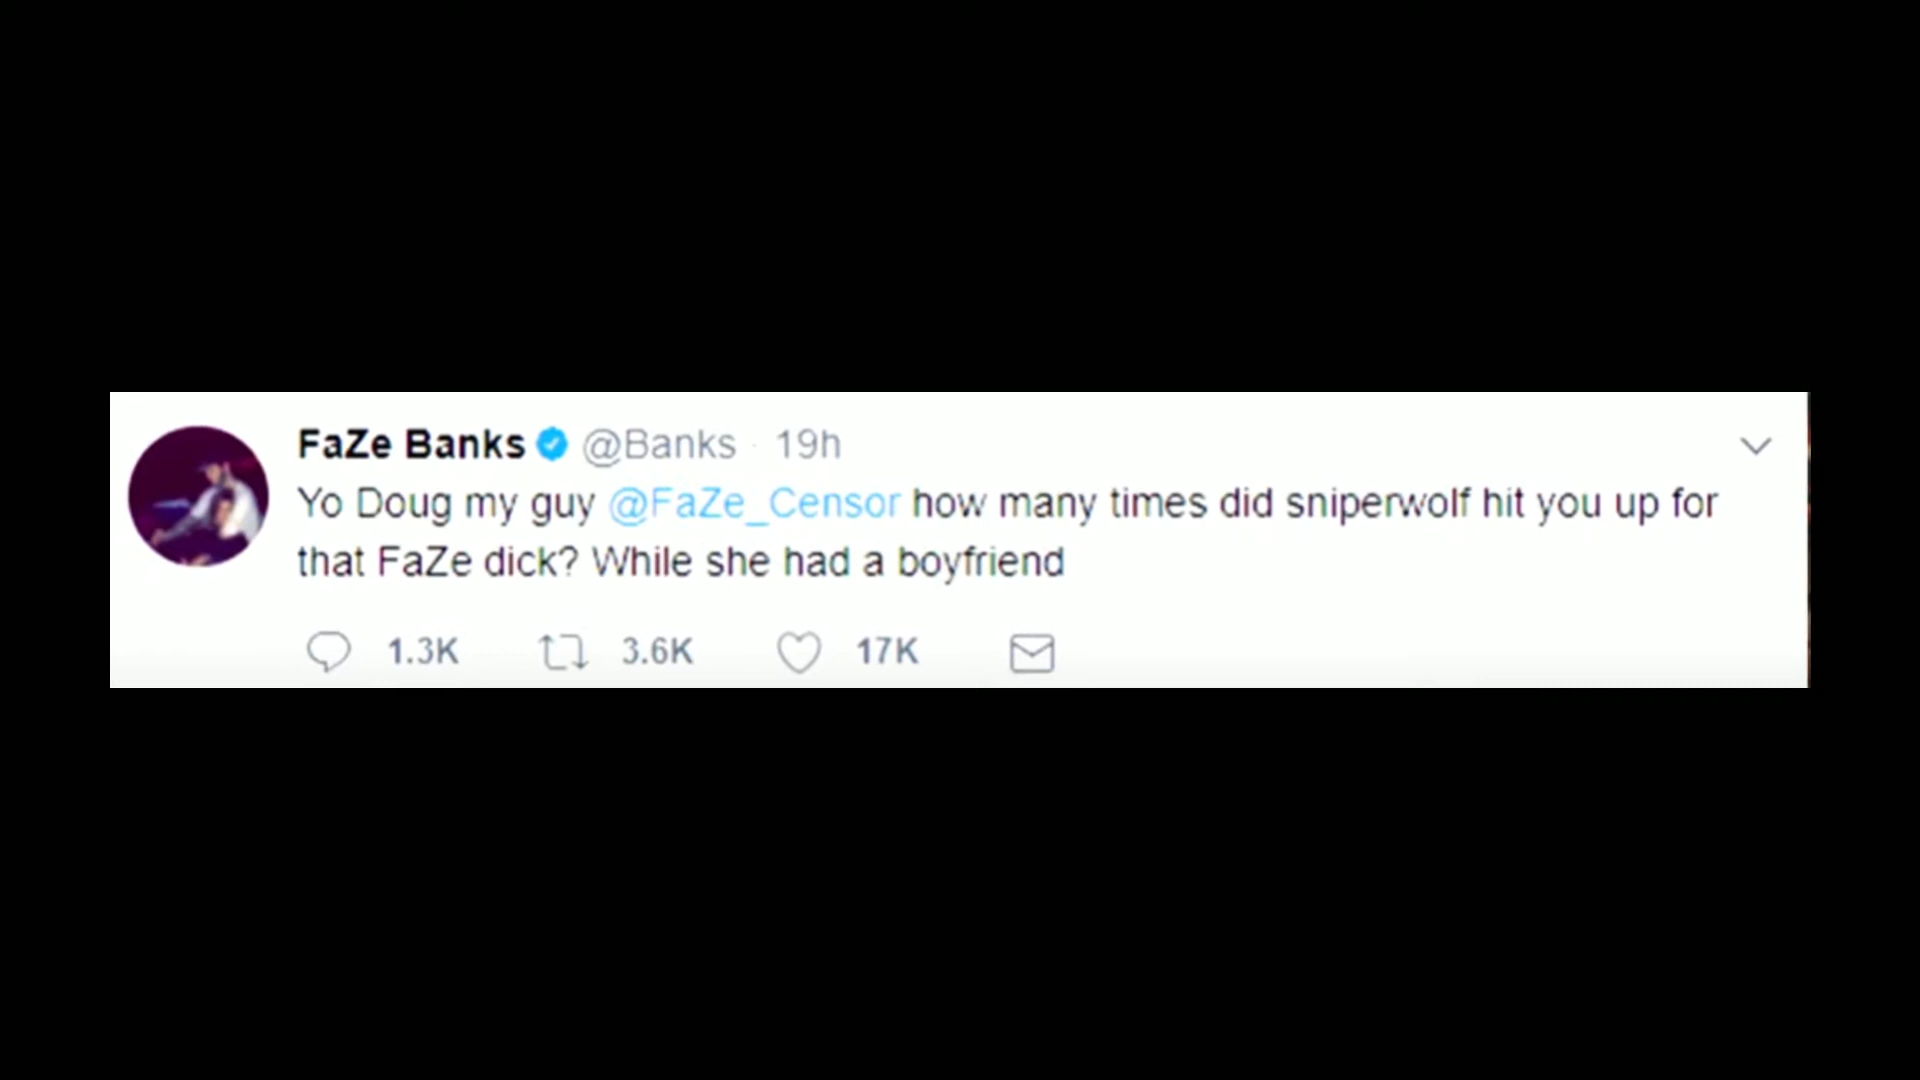 FaZe Banks @Banks · 19h
Yo Doug my guy @FaZe_Censor how many times did sniperwolf hit you up for
that FaZe dick? While she had a boyfriend
1.3K 3.6K 17K